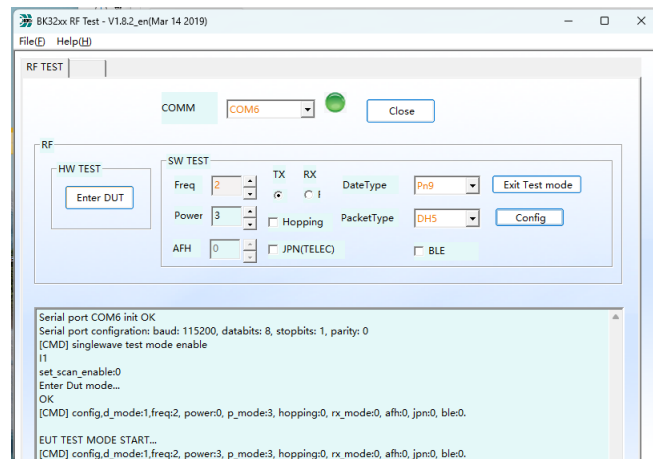 BK32xx RF Test - V1.8.2_en(Mar 14 2019)
File(F) Help(H)
RF TEST
COMM COM6 Close
RF
HW TEST SW TEST
TX RX
Freq 2 DateType Pn9 Exit Test mode
Enter DUT
Power 3 Hopping PacketType DH5 Config
AFH 0 JPN(TELEC) BLE
Serial port COM6 init OK
Serial port configration: baud: 115200, databits: 8, stopbits: 1, parity: 0
[CMD] singlewave test mode enable
I1
set_scan_enable:0
Enter Dut mode...
OK
[CMD] config,d_mode:1,freq:2, power:0, p_mode:3, hopping:0, rx_mode:0, afh:0, jpn:0, ble:0.
EUT TEST MODE START...
[CMD] config,d_mode:1,freq:2, power:3, p_mode:3, hopping:0, rx_mode:0, afh:0, jpn:0, ble:0.